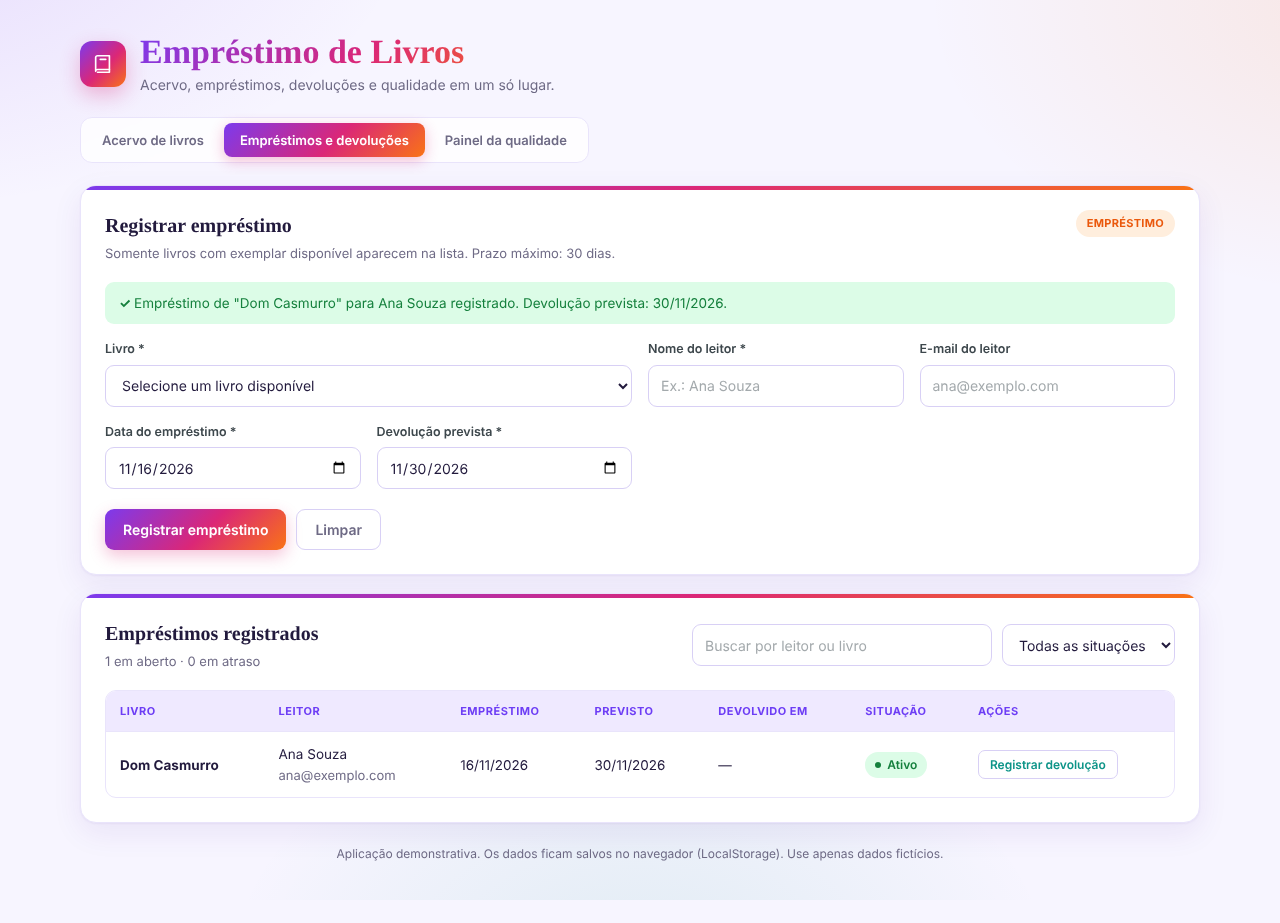 Empréstimo de Livros
Acervo, empréstimos, devoluções e qualidade em um só lugar.
Acervo de livros Empréstimos e devoluções Painel da qualidade
Registrar empréstimo
EMPRÉSTIMO
Somente livros com exemplar disponível aparecem na lista. Prazo máximo: 30 dias.
✓ Empréstimo de "Dom Casmurro" para Ana Souza registrado. Devolução prevista: 30/11/2026.
Livro * Nome do leitor * E-mail do leitor
Selecione um livro disponível Ex.: Ana Souza ana@exemplo.com
Data do empréstimo * Devolução prevista *
11/16/2026 11/30/2026
Registrar empréstimo Limpar
Empréstimos registrados
1 em aberto · 0 em atraso
Buscar por leitor ou livro Todas as situações
LIVRO LEITOR EMPRÉSTIMO PREVISTO DEVOLVIDO EM SITUAÇÃO AÇÕES
Dom Casmurro Ana Souza 16/11/2026 30/11/2026 — Ativo Registrar devolução
ana@exemplo.com
Aplicação demonstrativa. Os dados ficam salvos no navegador (LocalStorage). Use apenas dados fictícios.